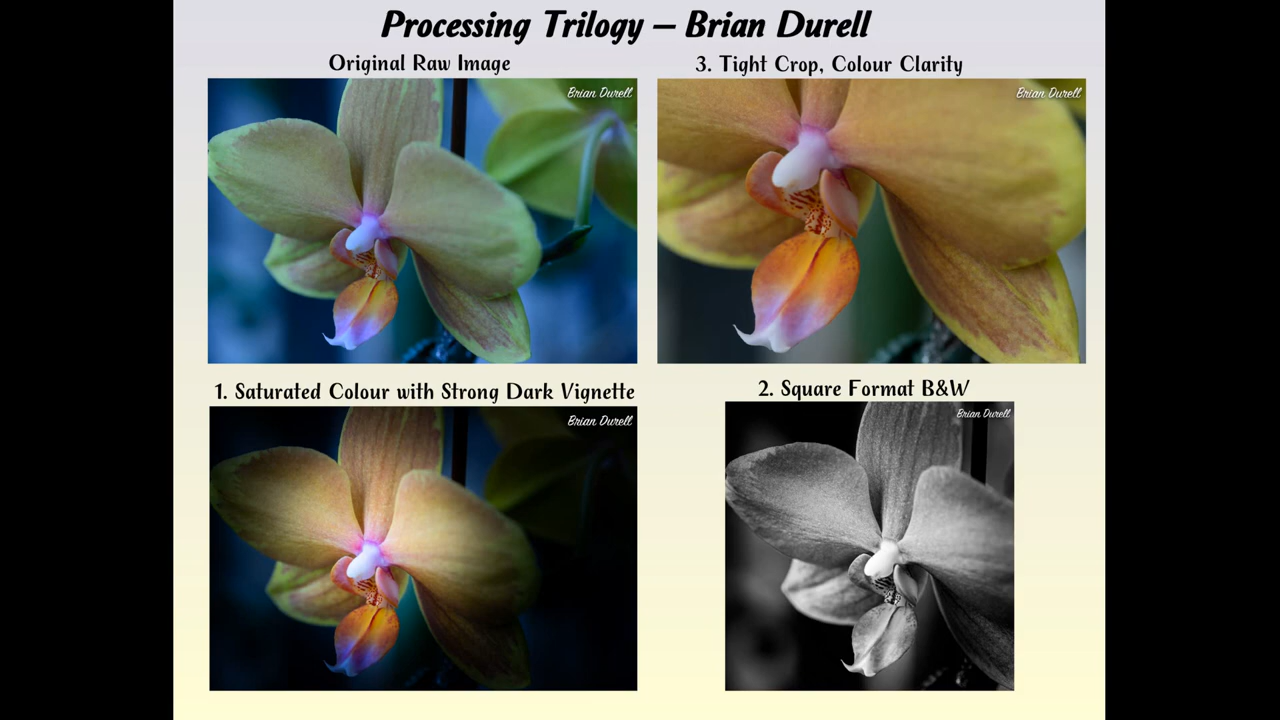 Processing Trilogy – Brian Durell
Original Raw Image
3. Tight Crop, Colour Clarity
Brian Durell
Brian Durell
1. Saturated Colour with Strong Dark Vignette
2. Square Format B&W
Brian Durell
Brian Durell